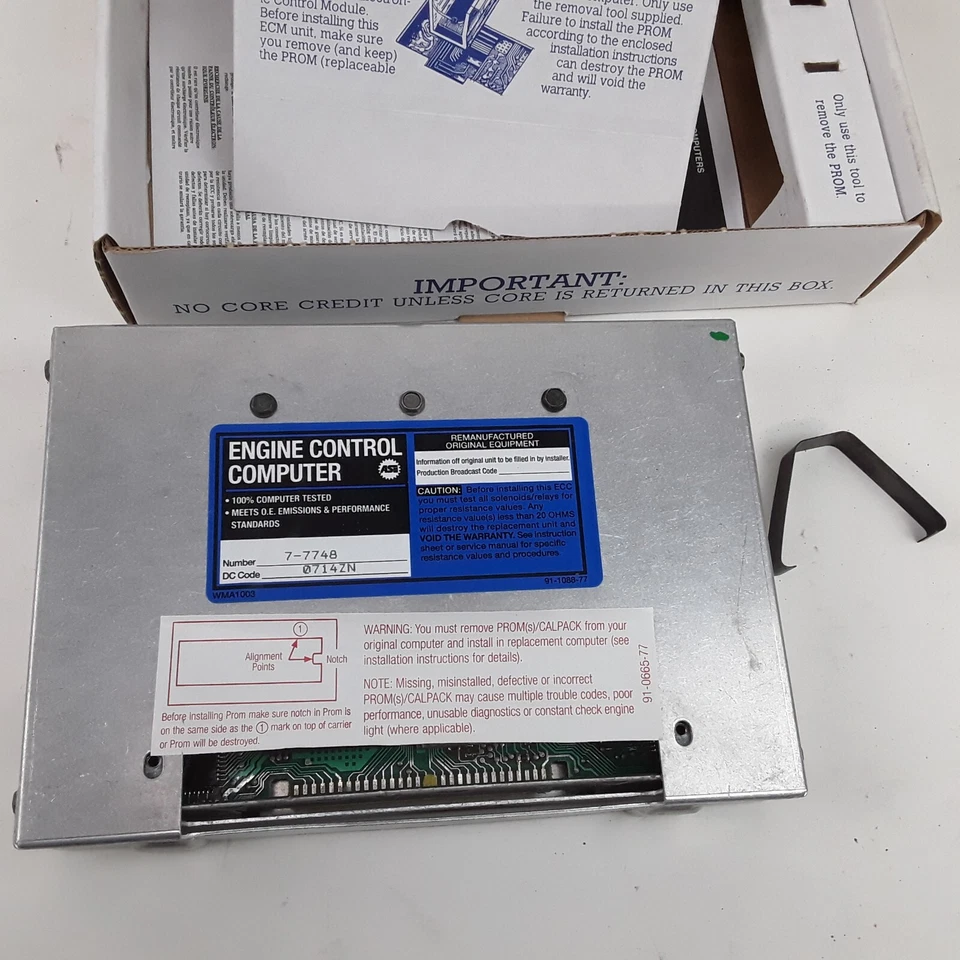 ic Control Module.
Before installing this
ECM unit, make sure
you remove (and keep)
the PROM (replaceable
computer. Only use
the removal tool supplied.
Failure to install the PROM
according to the enclosed
installation instructions
can destroy the PROM
and will void the
warranty.
Only use this tool to
remove the PROM.
COMPUTERS
IMPORTANT:
NO CORE CREDIT UNLESS CORE IS RETURNED IN THIS BOX.
ENGINE CONTROL
COMPUTER
ASI
• 100% COMPUTER TESTED
• MEETS O.E. EMISSIONS & PERFORMANCE
STANDARDS
Number 7-7748
DC Code 0714ZN
WMA1003
REMANUFACTURED
ORIGINAL EQUIPMENT
Information off original unit to be filled in by installer.
Production Broadcast Code
CAUTION: Before installing this ECC
you must test all solenoids/relays for
proper resistance values. Any
resistance value(s) less than 20 OHMS
will destroy the replacement unit and
VOID THE WARRANTY. See instruction
sheet or service manual for specific
resistance values and procedures.
91-1088-77
1
Alignment
Points
Notch
Before installing Prom make sure notch in Prom is
on the same side as the 1 mark on top of carrier
or Prom will be destroyed.
WARNING: You must remove PROM(s)/CALPACK from your
original computer and install in replacement computer (see
installation instructions for details).
NOTE: Missing, misinstalled, defective or incorrect
PROM(s)/CALPACK may cause multiple trouble codes, poor
performance, unusable diagnostics or constant check engine
light (where applicable).
91-0665-77